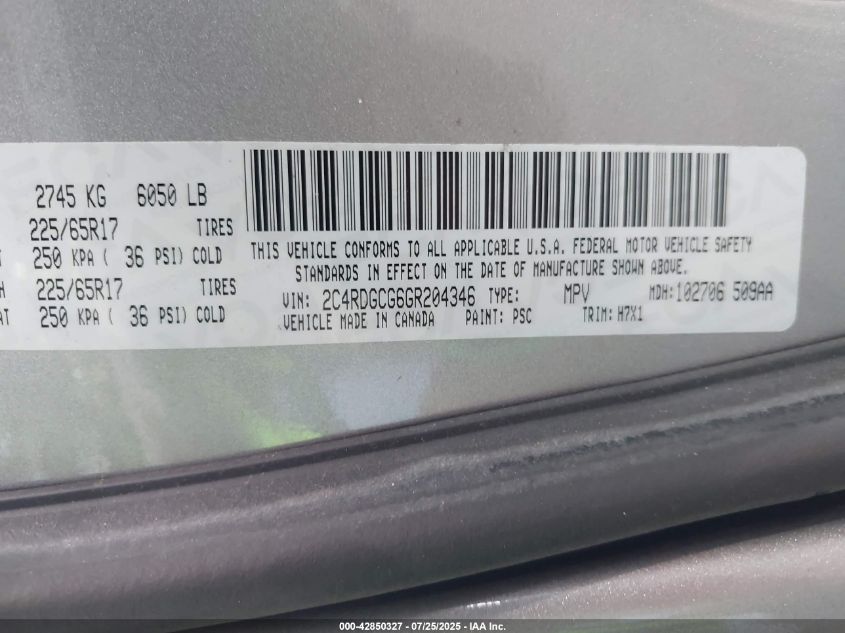 2745 KG 6050 LB
225/65R17 TIRES
250 KPA ( 36 PSI) COLD
225/65R17 TIRES
250 KPA ( 36 PSI) COLD
THIS VEHICLE CONFORMS TO ALL APPLICABLE U.S.A. FEDERAL MOTOR VEHICLE SAFETY
STANDARDS IN EFFECT ON THE DATE OF MANUFACTURE SHOWN ABOVE.
VIN: 2C4RDGCG6GR204346 TYPE: MPV MDH:102706 509AA
VEHICLE MADE IN CANADA PAINT: PSC TRIM: H7X1
000-42850327 - 07/25/2025 - IAA Inc.